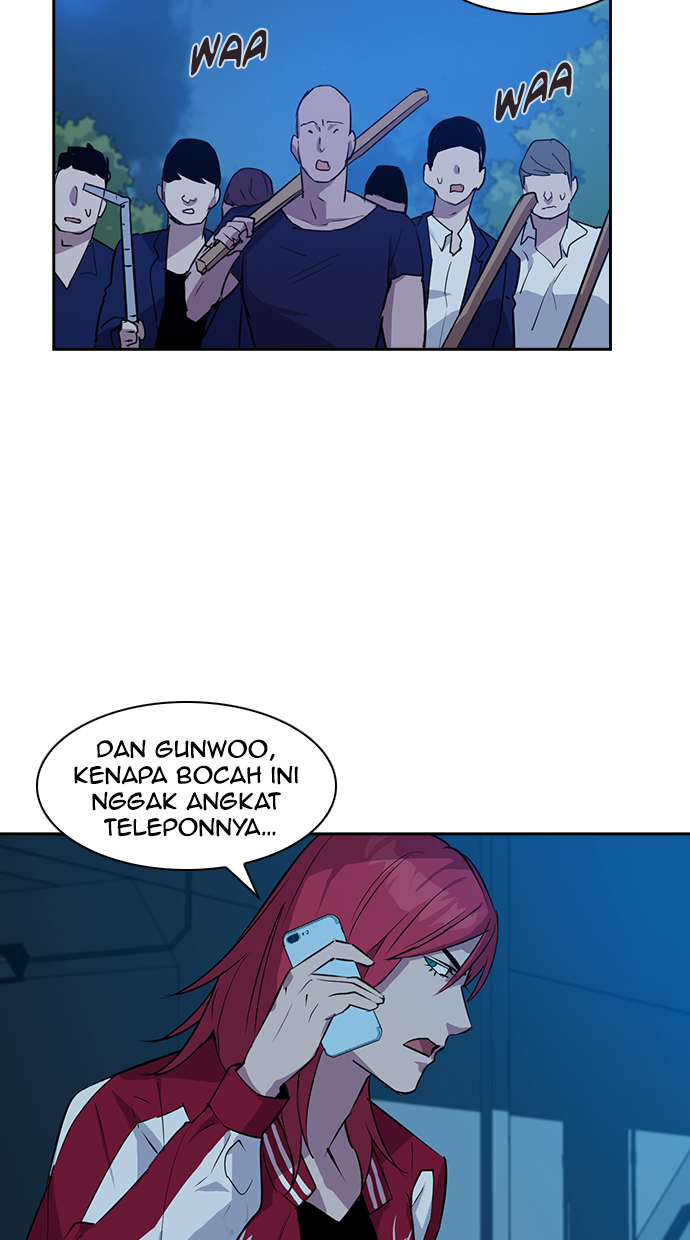 WAA
WAA
DAN GUNWOO,
KENAPA BOCAH INI
NGGAK ANGKAT
TELEPONNYA...